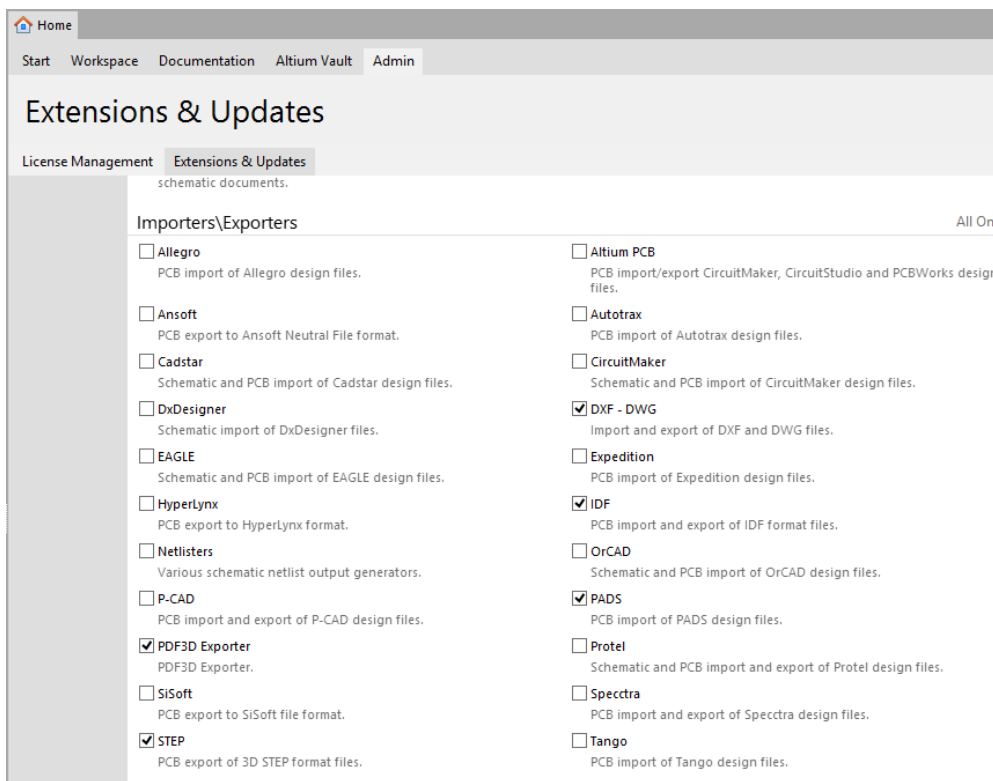 Home
Start Workspace Documentation Altium Vault Admin
Extensions & Updates
License Management Extensions & Updates
schematic documents.
Importers\Exporters All On
Allegro
PCB import of Allegro design files.
Altium PCB
PCB import/export CircuitMaker, CircuitStudio and PCBWorks design
files.
Ansoft
PCB export to Ansoft Neutral File format.
Autotrax
PCB import of Autotrax design files.
Cadstar
Schematic and PCB import of Cadstar design files.
CircuitMaker
Schematic and PCB import of CircuitMaker design files.
DxDesigner
Schematic import of DxDesigner files.
DXF - DWG
Import and export of DXF and DWG files.
EAGLE
Schematic and PCB import of EAGLE design files.
Expedition
PCB import of Expedition design files.
HyperLynx
PCB export to HyperLynx format.
IDF
PCB import and export of IDF format files.
Netlisters
Various schematic netlist output generators.
OrCAD
Schematic and PCB import of OrCAD design files.
P-CAD
PCB import and export of P-CAD design files.
PADS
PCB import of PADS design files.
PDF3D Exporter
PDF3D Exporter.
Protel
Schematic and PCB import and export of Protel design files.
SiSoft
PCB export to SiSoft file format.
Specctra
PCB import and export of Specctra design files.
STEP
PCB export of 3D STEP format files.
Tango
PCB import of Tango design files.